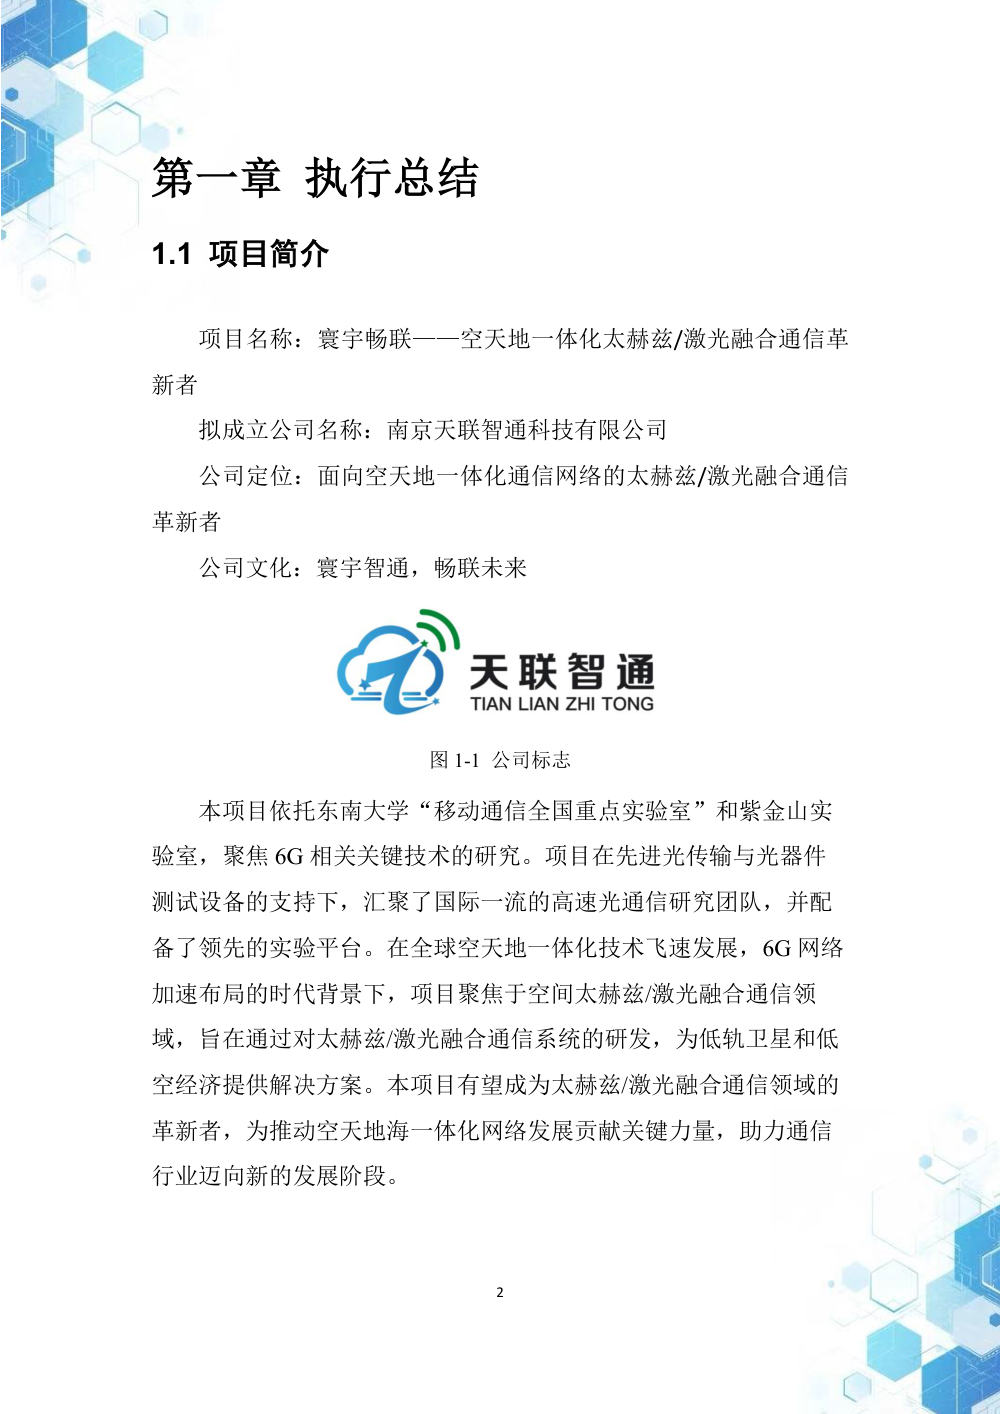 第一章 执行总结
1.1 项目简介
项目名称：寰宇畅联——空天地一体化太赫兹/激光融合通信革
新者
拟成立公司名称：南京天联智通科技有限公司
公司定位：面向空天地一体化通信网络的太赫兹/激光融合通信
革新者
公司文化：寰宇智通，畅联未来
天联智通
TIAN LIAN ZHI TONG
图 1-1 公司标志
本项目依托东南大学“移动通信全国重点实验室”和紫金山实
验室，聚焦 6G 相关关键技术的研究。项目在先进光传输与光器件
测试设备的支持下，汇聚了国际一流的高速光通信研究团队，并配
备了领先的实验平台。在全球空天地一体化技术飞速发展，6G 网络
加速布局的时代背景下，项目聚焦于空间太赫兹/激光融合通信领
域，旨在通过对太赫兹/激光融合通信系统的研发，为低轨卫星和低
空经济提供解决方案。本项目有望成为太赫兹/激光融合通信领域的
革新者，为推动空天地海一体化网络发展贡献关键力量，助力通信
行业迈向新的发展阶段。
2